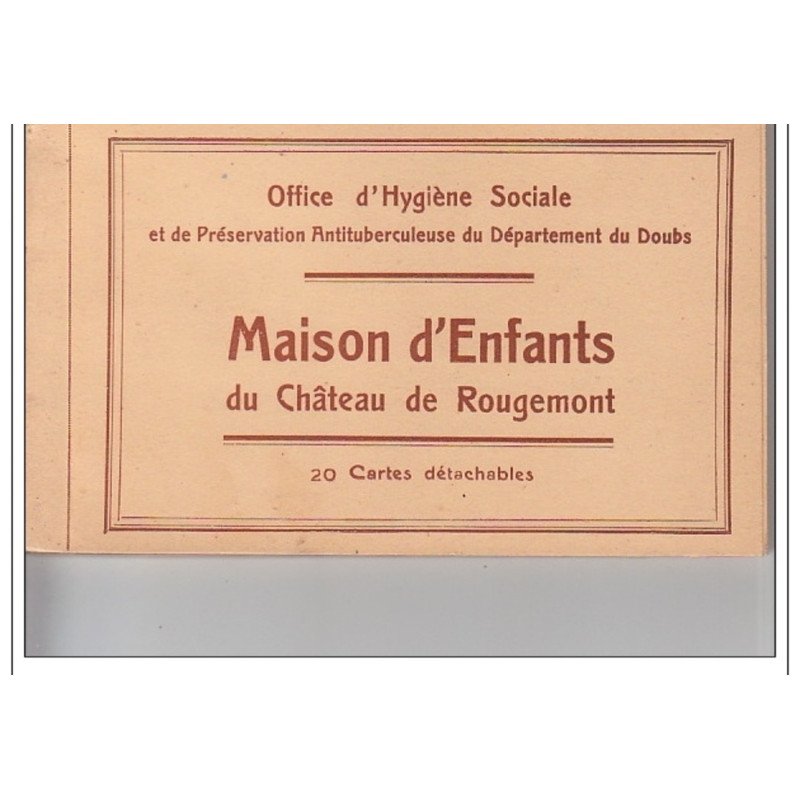 Office d'Hygiène Sociale
et de Préservation Antituberculeuse du Département du Doubs
Maison d'Enfants
du Château de Rougemont
20 Cartes détachables